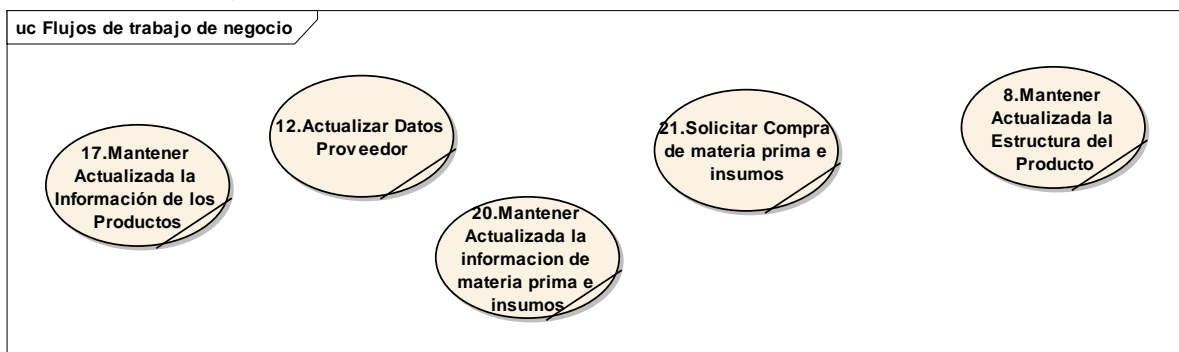 uc Flujos de trabajo de negocio
17.Mantener
Actualizada la
Información de los
Productos
12.Actualizar Datos
Proveedor
20.Mantener
Actualizada la
informacion de
materia prima e
insumos
21.Solicitar Compra
de materia prima e
insumos
8.Mantener
Actualizada la
Estructura del
Producto